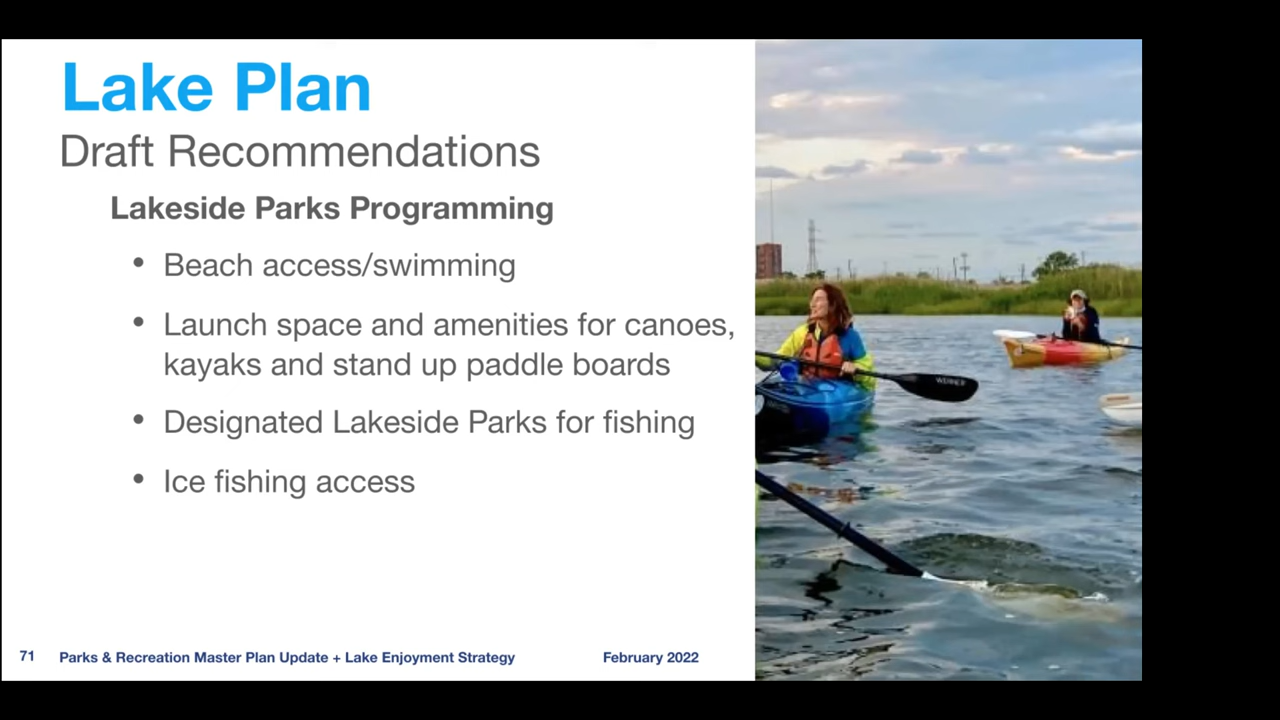 Lake Plan
Draft Recommendations
Lakeside Parks Programming
• Beach access/swimming
• Launch space and amenities for canoes,
kayaks and stand up paddle boards
• Designated Lakeside Parks for fishing
• Ice fishing access
WERNER
71 Parks & Recreation Master Plan Update + Lake Enjoyment Strategy February 2022